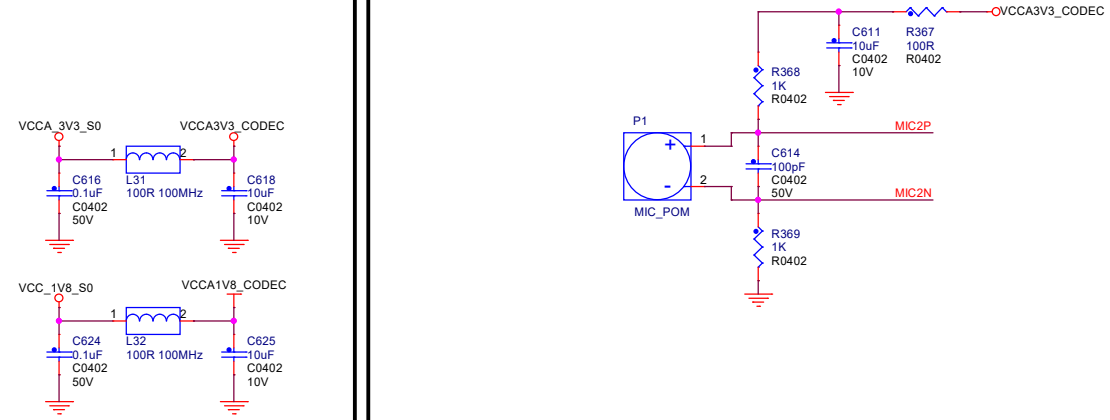 VCCA_3V3_S0
VCCA3V3_CODEC
1
2
C616
0.1uF
C0402
50V
L31
100R 100MHz
C618
10uF
C0402
10V
VCC_1V8_S0
VCCA1V8_CODEC
1
2
C624
0.1uF
C0402
50V
L32
100R 100MHz
C625
10uF
C0402
10V
VCCA3V3_CODEC
C611
10uF
C0402
10V
R367
100R
R0402
R368
1K
R0402
P1
+
-
1
2
MIC_POM
MIC2P
C614
100pF
C0402
50V
MIC2N
R369
1K
R0402